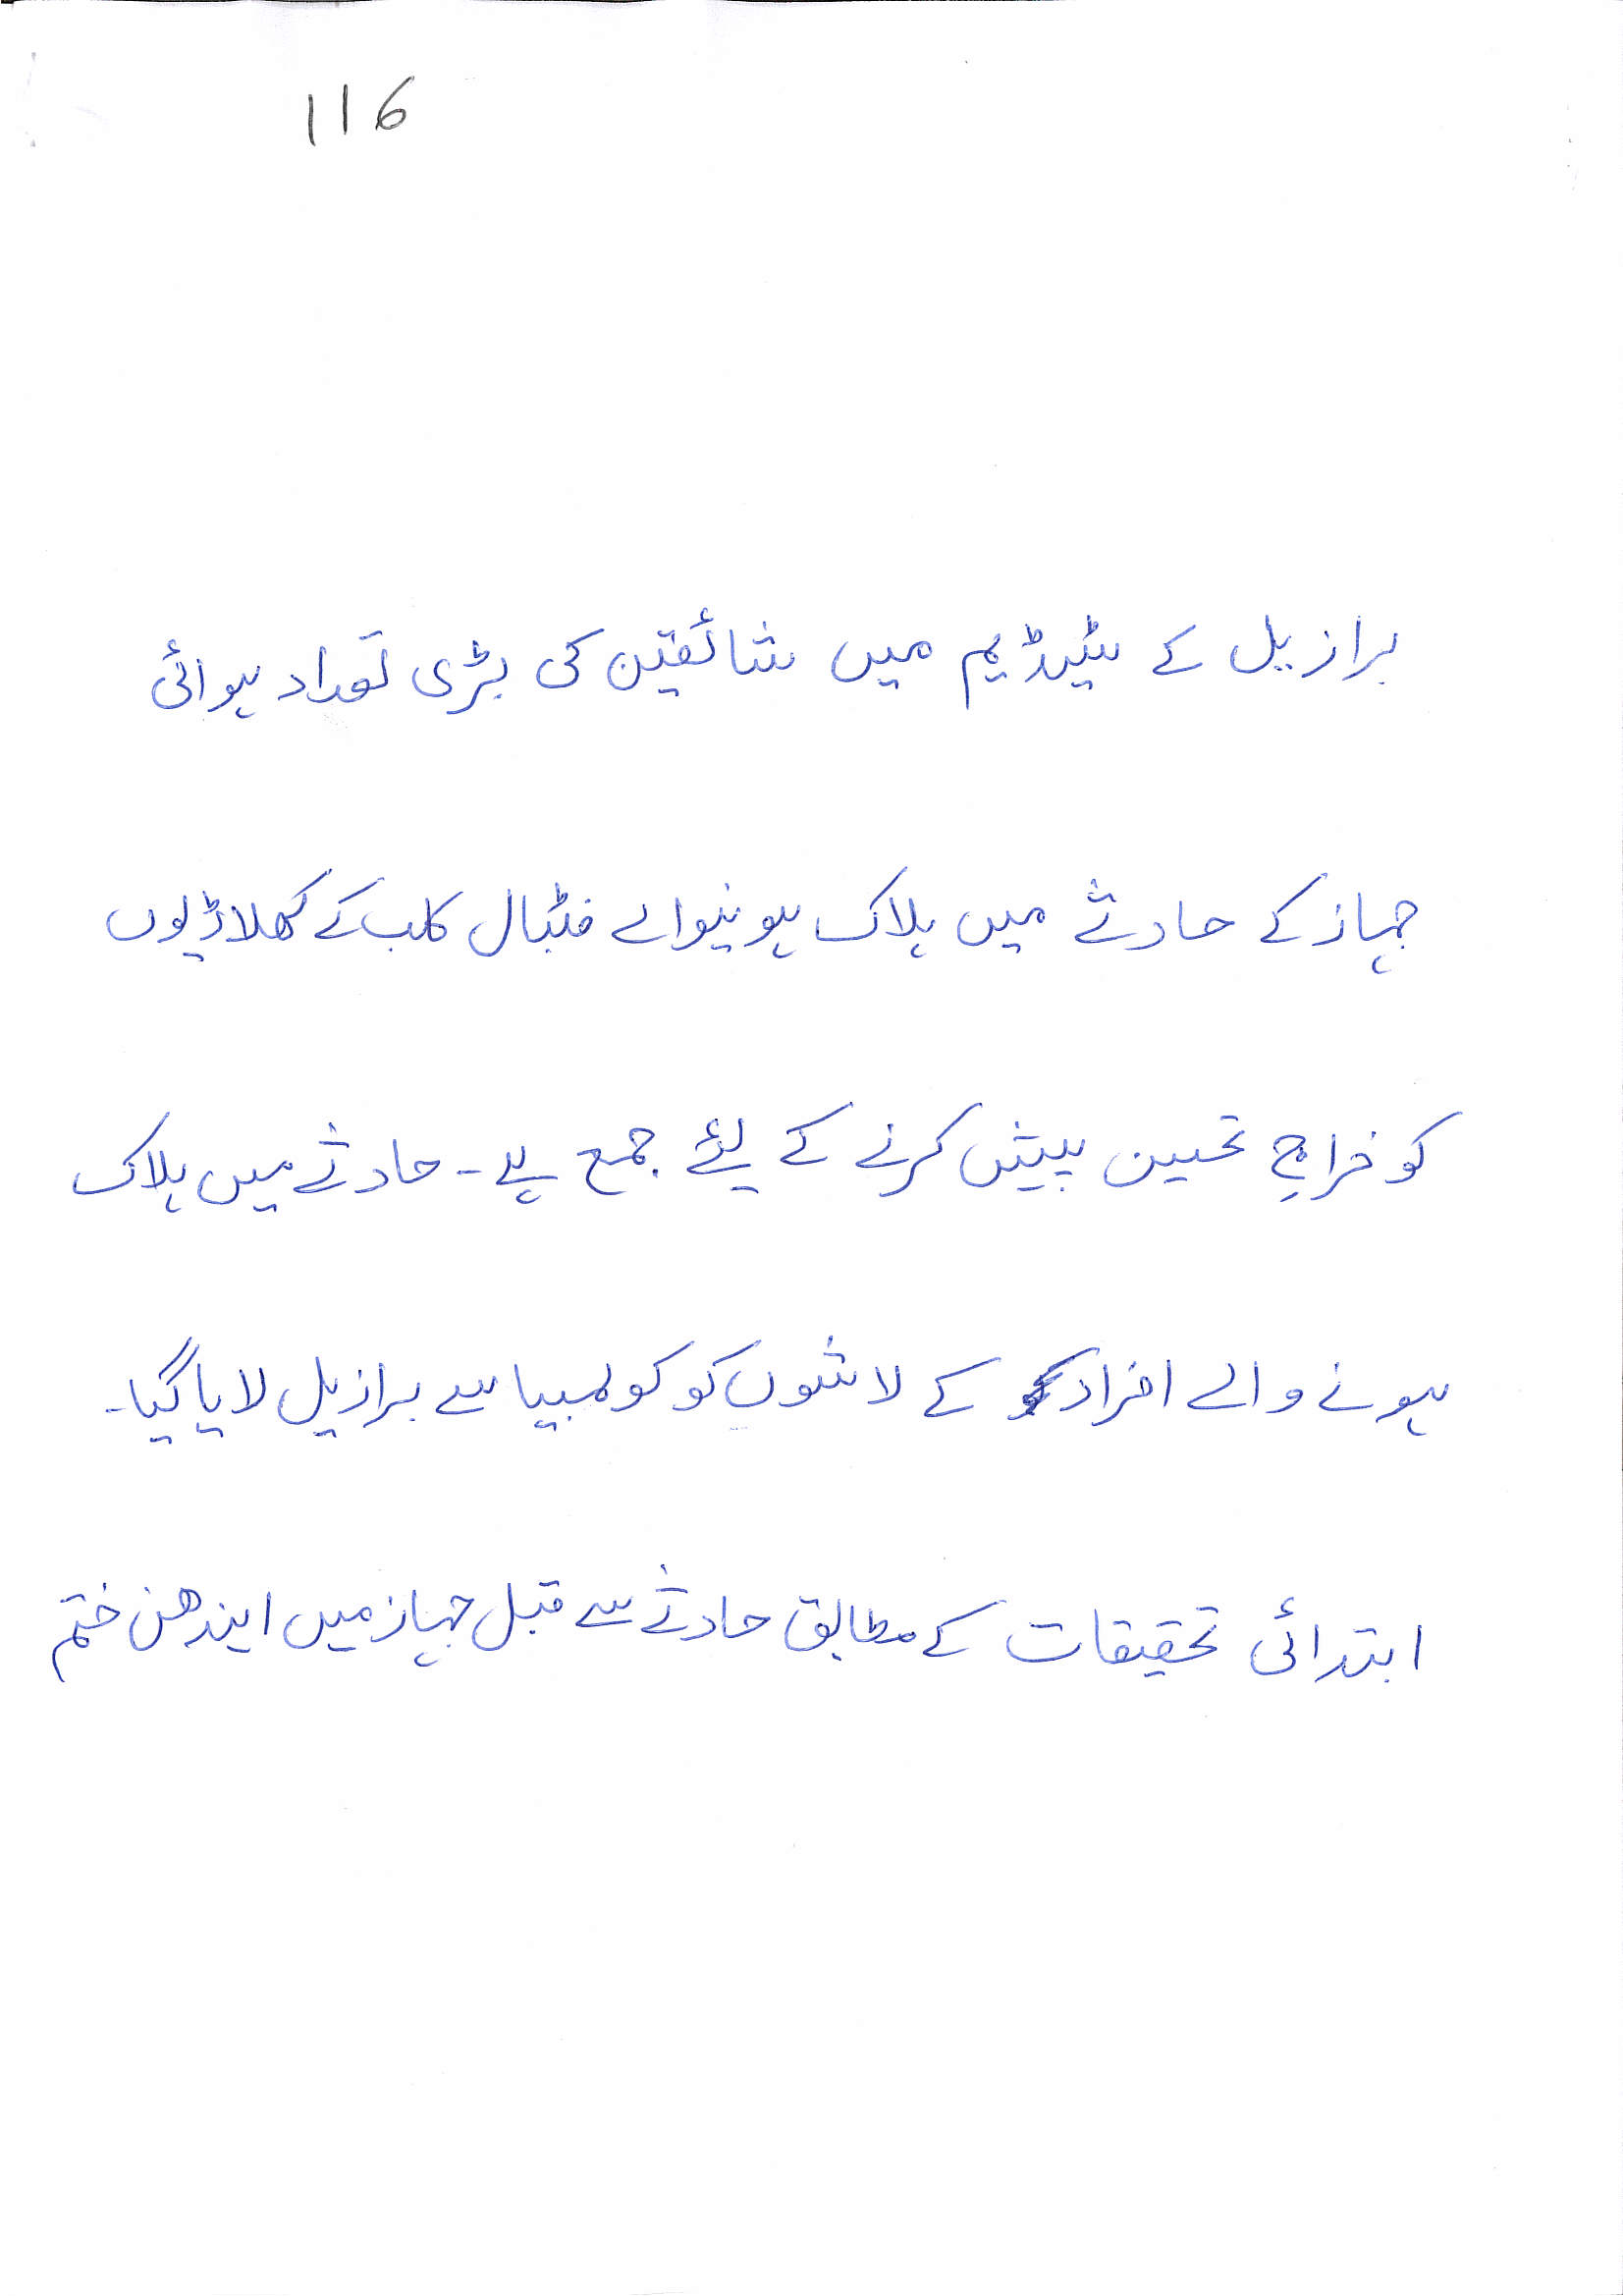 116
برازیل کے سٹیڈیم میں شائقین کی بڑی تعداد ہوائی
جہاز کے حادثے میں ہلاک ہونیوالے فٹبال کلب کے کھلاڑیوں
کو خراجِ تحسین پیش کرنے کے لیٔے جمع ہے۔ حادثے میں ہلاک
ہونے والے افراد کے لاشوں کو کولمبیا سے برازیل لایا گیا۔
ابتدائی تحقیقات کے مطابق حادثے سے قبل جہاز میں ایندھن ختم